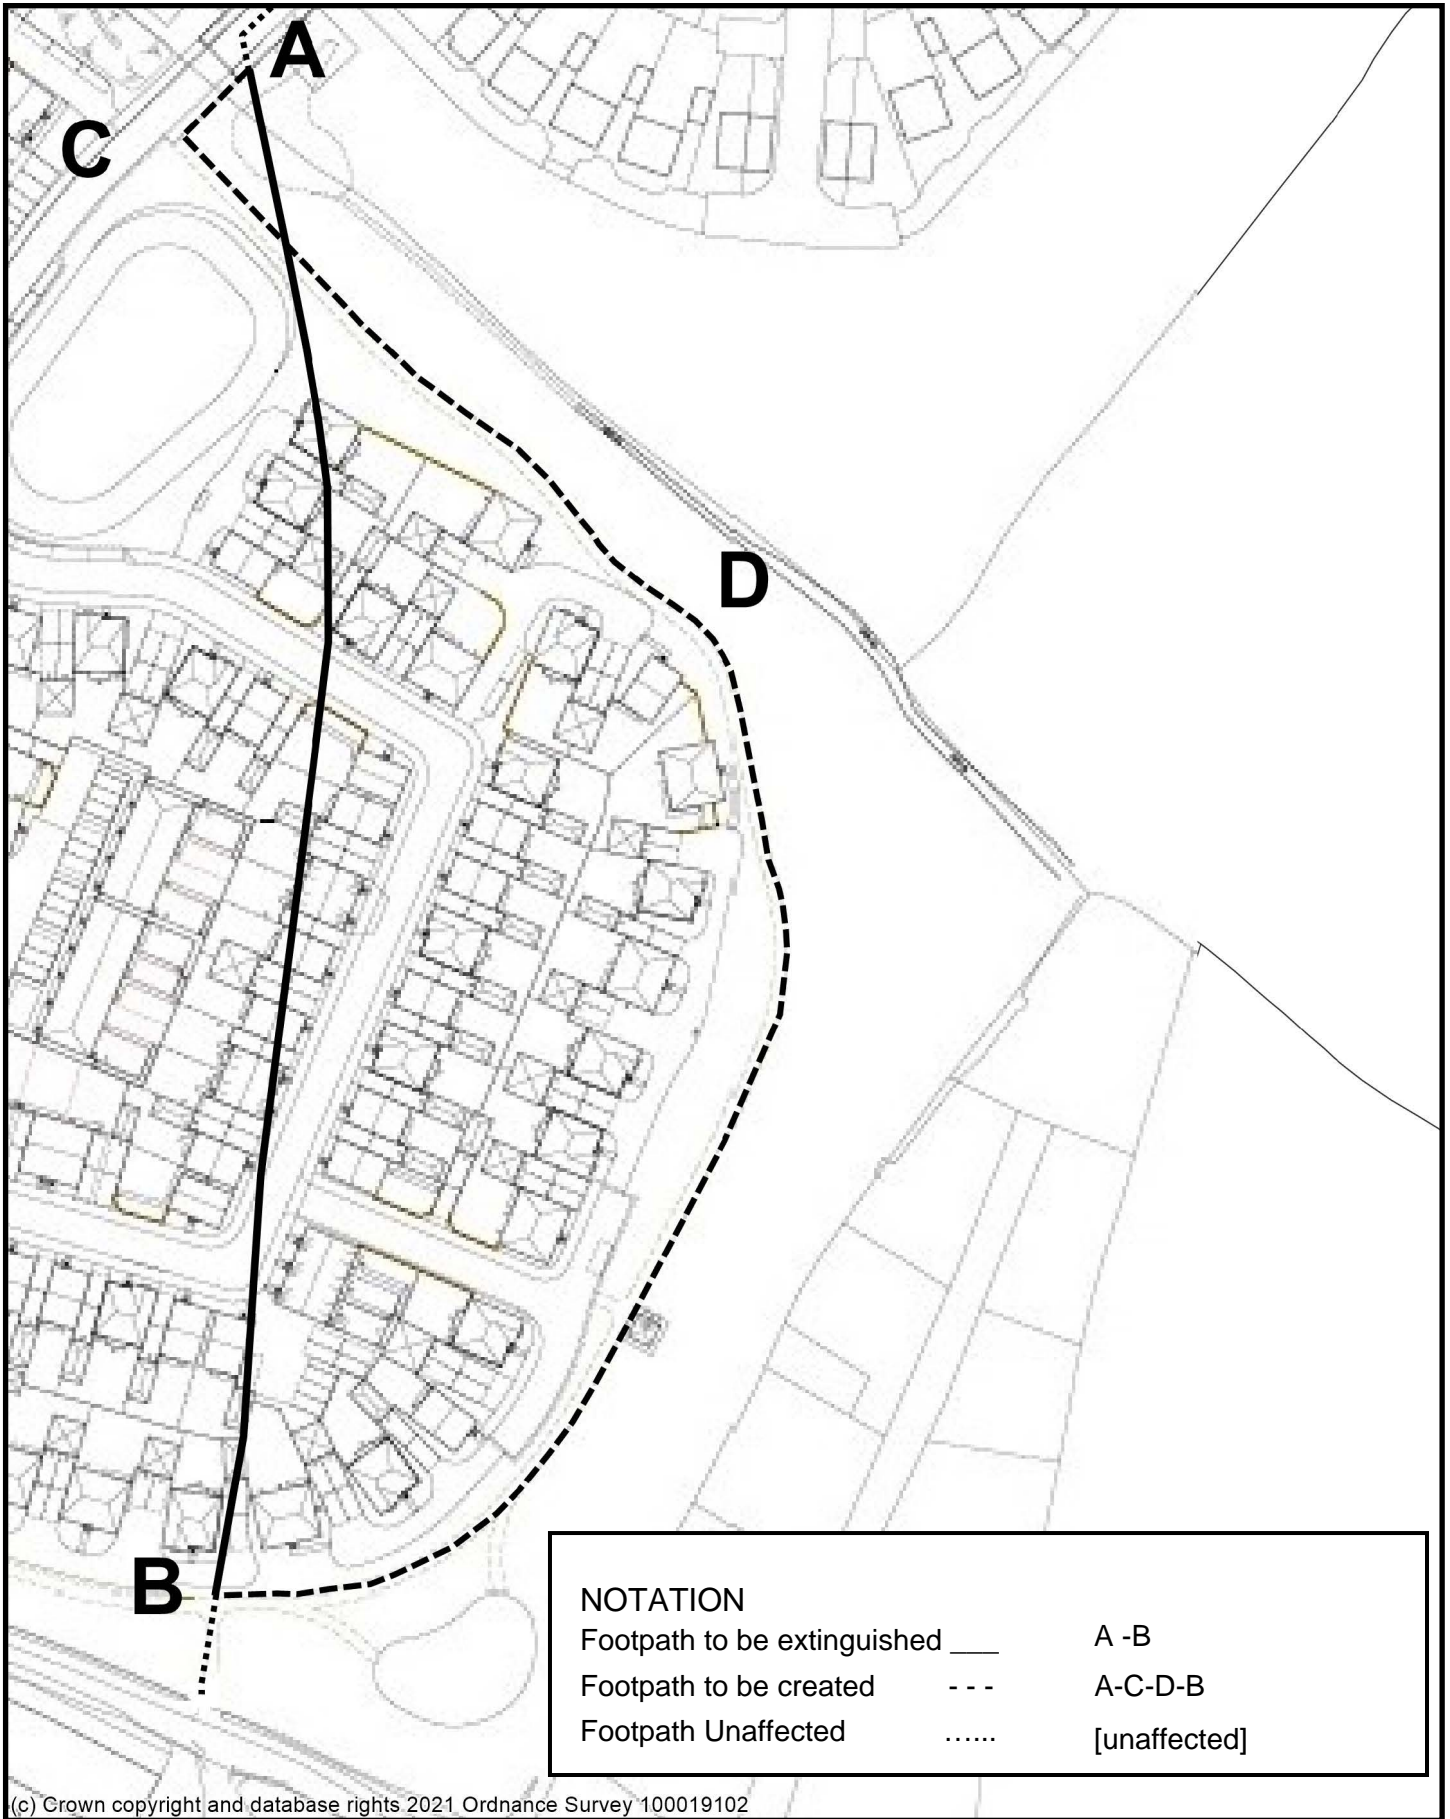 A
C
D
B
NOTATION
Footpath to be extinguished ___ A -B
Footpath to be created - - - A-C-D-B
Footpath Unaffected …... [unaffected]
(c) Crown copyright and database rights 2021 Ordnance Survey 100019102